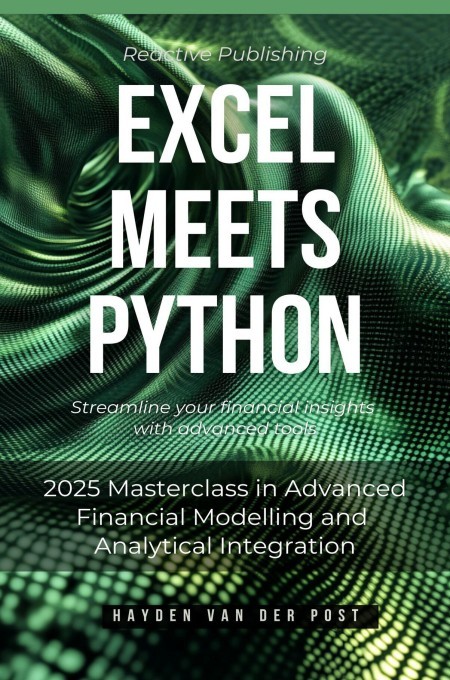 Reactive Publishing
EXCEL
MEETS
PYTHON
Streamline your financial insights
with advanced tools
2025 Masterclass in Advanced
Financial Modelling and
Analytical Integration
HAYDEN VAN DER POST